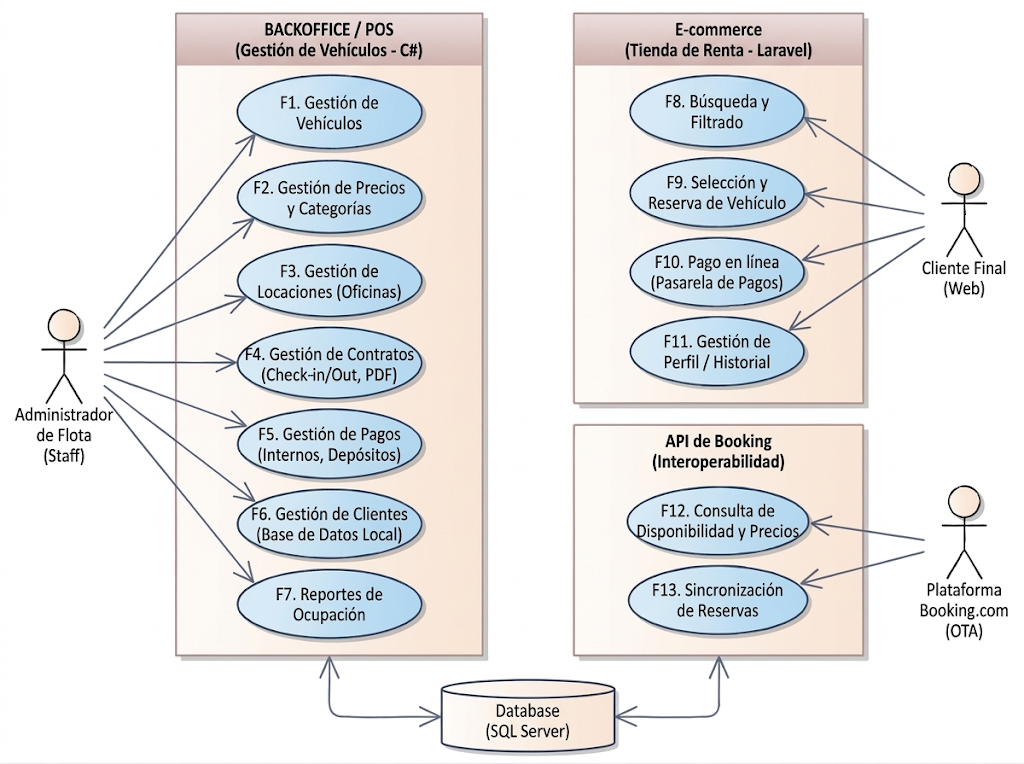 BACKOFFICE / POS
(Gestión de Vehículos - C#)
F1. Gestión de
Vehículos
F2. Gestión de Precios
y Categorías
F3. Gestión de
Locaciones (Oficinas)
F4. Gestión de Contratos
(Check-in/Out, PDF)
F5. Gestión de Pagos
(Internos, Depósitos)
F6. Gestión de Clientes
(Base de Datos Local)
F7. Reportes de
Ocupación
Administrador
de Flota
(Staff)
E-commerce
(Tienda de Renta - Laravel)
F8. Búsqueda y
Filtrado
F9. Selección y
Reserva de Vehículo
F10. Pago en línea
(Pasarela de Pagos)
F11. Gestión de
Perfil / Historial
Cliente Final
(Web)
API de Booking
(Interoperabilidad)
F12. Consulta de
Disponibilidad y Precios
F13. Sincronización
de Reservas
Plataforma
Booking.com
(OTA)
Database
(SQL Server)